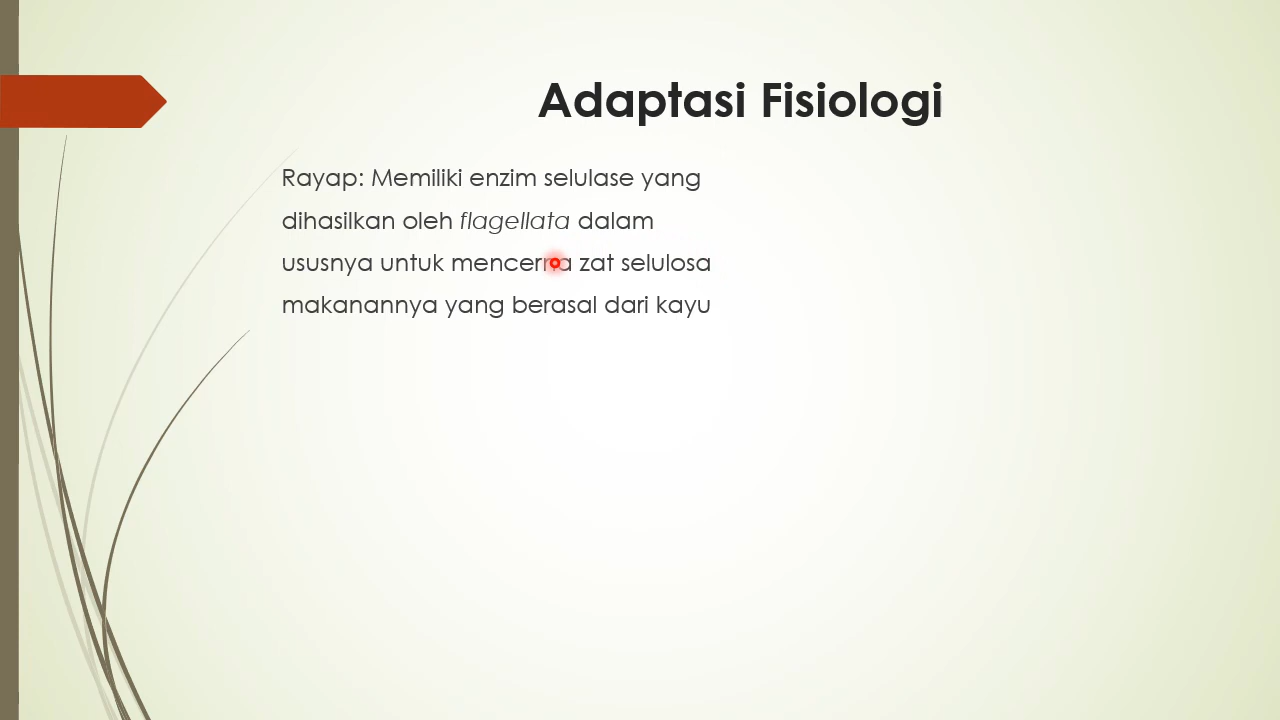 Adaptasi Fisiologi
Rayap: Memiliki enzim selulase yang
dihasilkan oleh flagellata dalam
ususnya untuk mencerna zat selulosa
makanannya yang berasal dari kayu